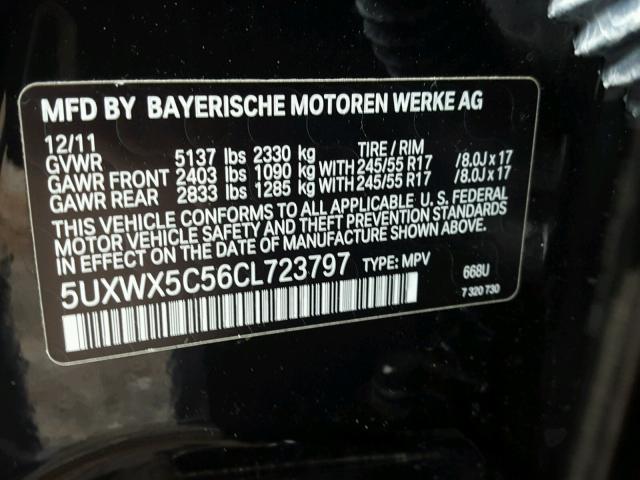 MFD BY BAYERISCHE MOTOREN WERKE AG
12/11 TIRE / RIM
GVWR 5137 lbs 2330 kg
GAWR FRONT 2403 lbs 1090 kg WITH 245/55 R17 /8.0J x 17
GAWR REAR 2833 lbs 1285 kg WITH 245/55 R17 /8.0J x 17
THIS VEHICLE CONFORMS TO ALL APPLICABLE U.S. FEDERAL
MOTOR VEHICLE SAFETY AND THEFT PREVENTION STANDARDS
IN EFFECT ON THE DATE OF MANUFACTURE SHOWN ABOVE.
5UXWX5C56CL723797 TYPE: MPV 668U
7 320 730